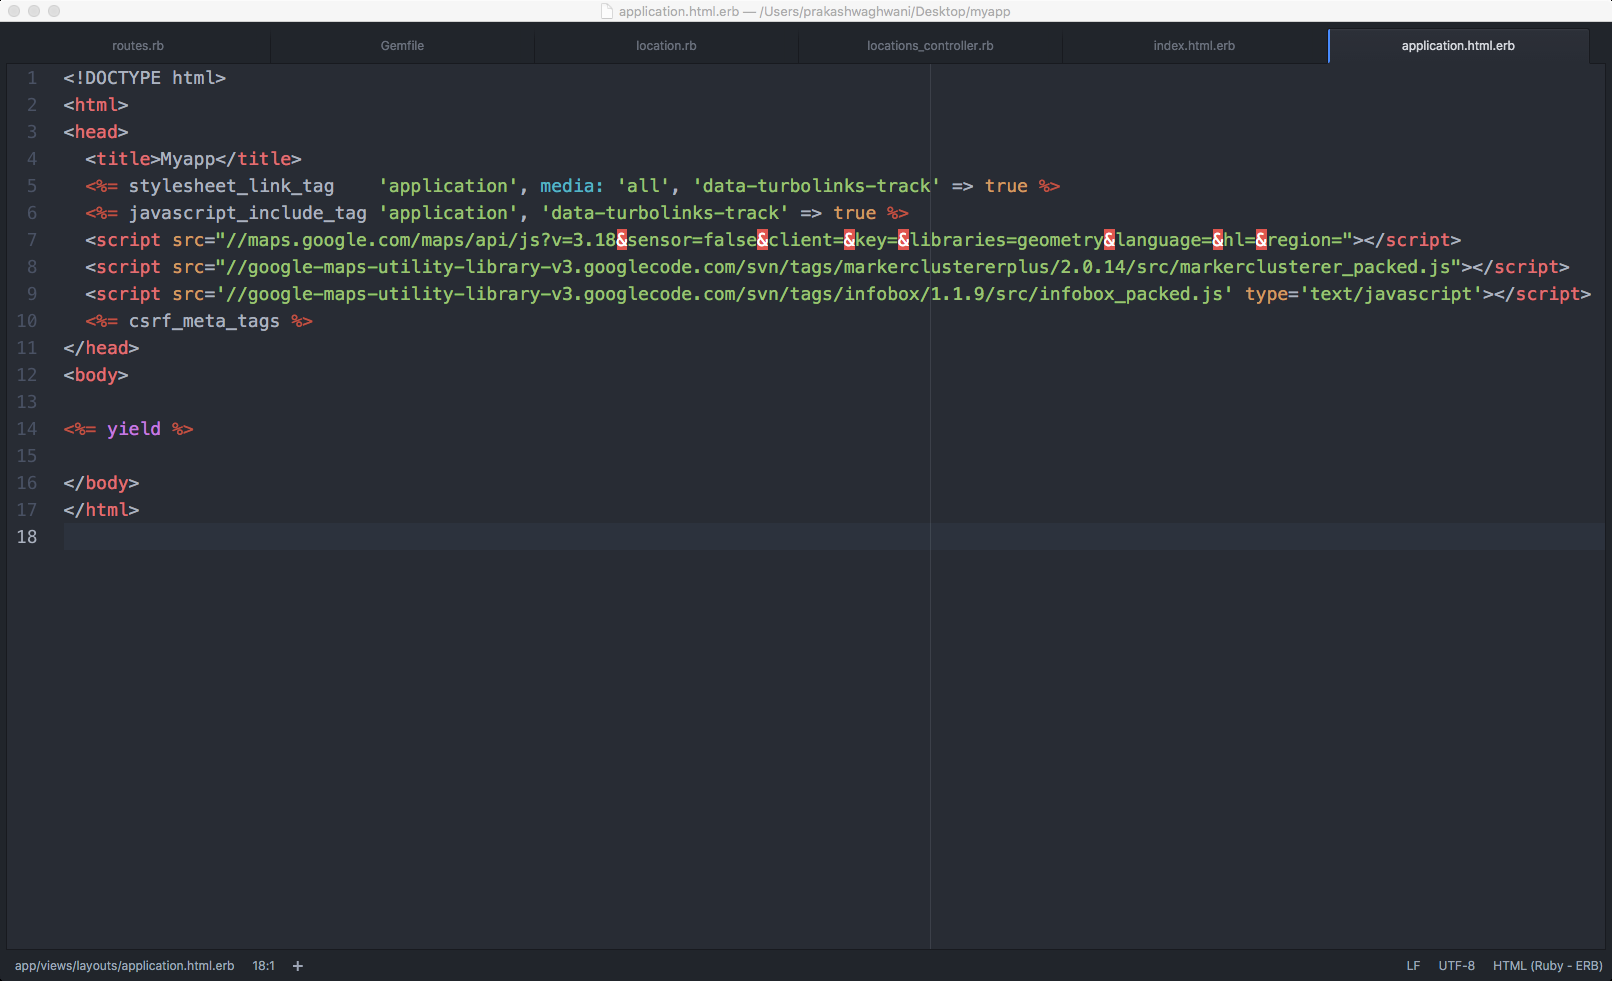 application.html.erb — /Users/prakashwaghwani/Desktop/myapp
routes.rb Gemfile location.rb locations_controller.rb index.html.erb application.html.erb
1 <!DOCTYPE html>
2 <html>
3 <head>
4   <title>Myapp</title>
5   <%= stylesheet_link_tag    'application', media: 'all', 'data-turbolinks-track' => true %>
6   <%= javascript_include_tag 'application', 'data-turbolinks-track' => true %>
7   <script src="//maps.google.com/maps/api/js?v=3.18&sensor=false&client=&key=&libraries=geometry&language=&hl=&region="></script>
8   <script src="//google-maps-utility-library-v3.googlecode.com/svn/tags/markerclustererplus/2.0.14/src/markerclusterer_packed.js"></script>
9   <script src='//google-maps-utility-library-v3.googlecode.com/svn/tags/infobox/1.1.9/src/infobox_packed.js' type='text/javascript'></script>
10   <%= csrf_meta_tags %>
11 </head>
12 <body>
13
14 <%= yield %>
15
16 </body>
17 </html>
18
app/views/layouts/application.html.erb 18:1 + LF UTF-8 HTML (Ruby - ERB)